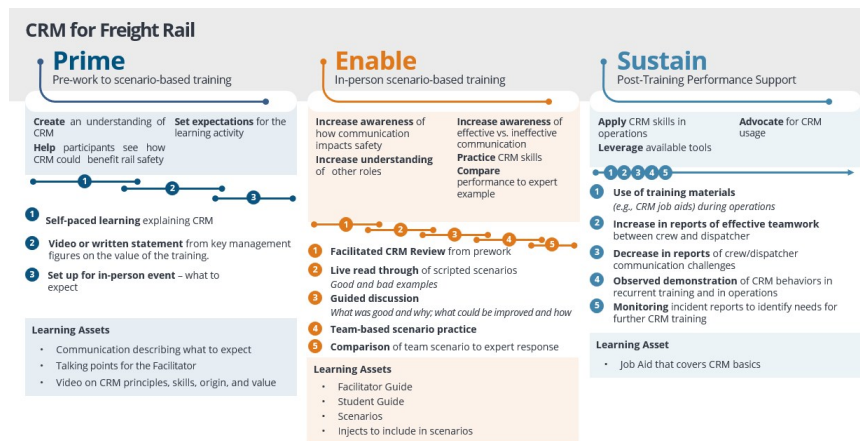 CRM for Freight Rail
Prime
Pre-work to scenario-based training
Create an understanding of
CRM
Help participants see how
CRM could benefit rail safety
Set expectations for the
learning activity
1
2
3
1 Self-paced learning explaining CRM
2 Video or written statement from key management
figures on the value of the training.
3 Set up for in-person event – what to
expect
Learning Assets
• Communication describing what to expect
• Talking points for the Facilitator
• Video on CRM principles, skills, origin, and value
Enable
In-person scenario-based training
Increase awareness of
how communication
impacts safety
Increase understanding
of other roles
Increase awareness of
effective vs. ineffective
communication
Practice CRM skills
Compare
performance to expert
example
1
2
3
4
5
1 Facilitated CRM Review from prework
2 Live read through of scripted scenarios
Good and bad examples
3 Guided discussion
What was good and why; what could be improved and how
4 Team-based scenario practice
5 Comparison of team scenario to expert response
Learning Assets
• Facilitator Guide
• Student Guide
• Scenarios
• Injects to include in scenarios
Sustain
Post-Training Performance Support
Apply CRM skills in
operations
Leverage available tools
Advocate for CRM
usage
1 2 3 4 5
1 Use of training materials
(e.g., CRM job aids) during operations
2 Increase in reports of effective teamwork
between crew and dispatcher
3 Decrease in reports of crew/dispatcher
communication challenges
4 Observed demonstration of CRM behaviors in
recurrent training and in operations
5 Monitoring incident reports to identify needs for
further CRM training
Learning Asset
• Job Aid that covers CRM basics